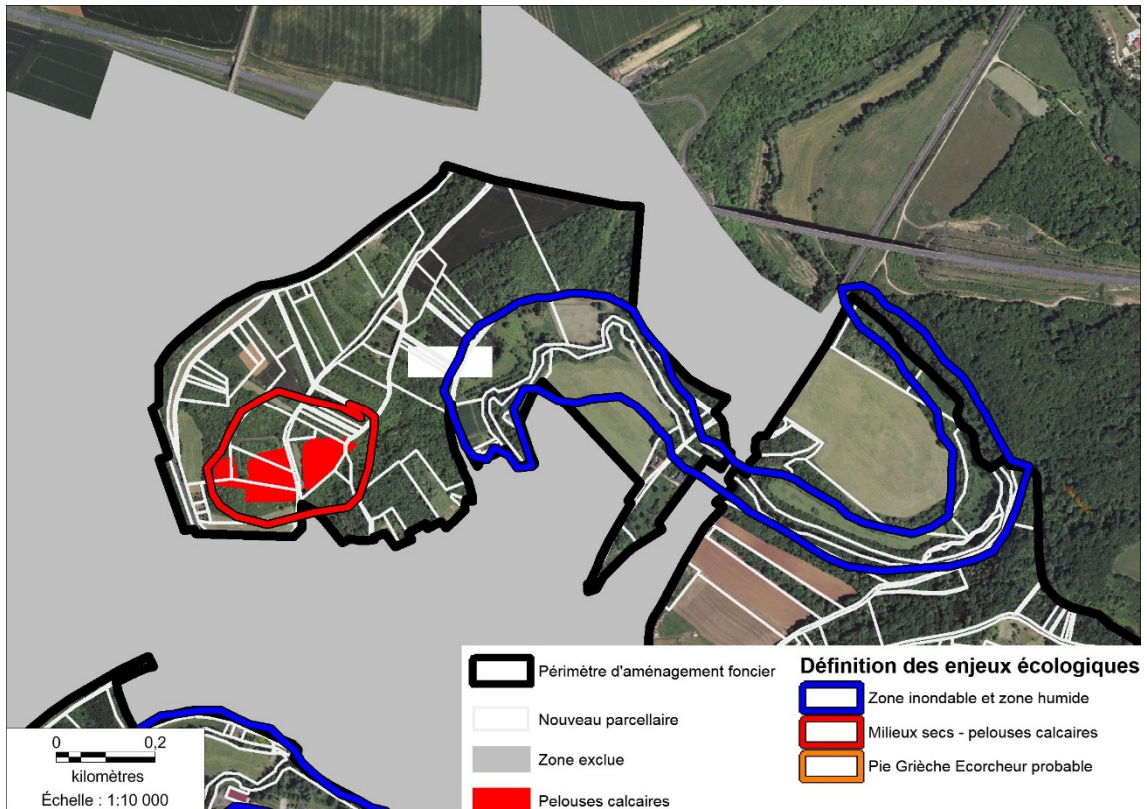 Périmètre d'aménagement foncier
Nouveau parcellaire
Zone exclue
Pelouses calcaires
Définition des enjeux écologiques
Zone inondable et zone humide
Milieux secs - pelouses calcaires
Pie Grièche Ecorcheur probable
0 0,2
kilomètres
Échelle : 1:10 000